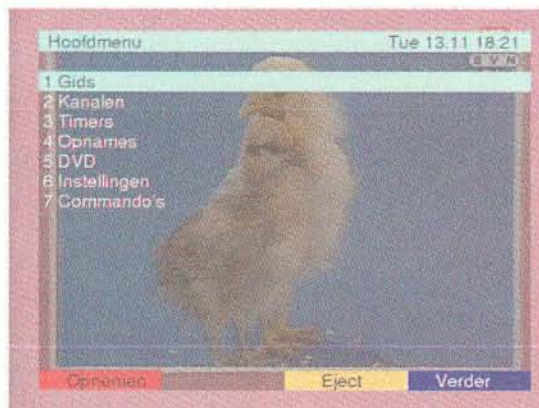 Hoofdmenu Tue 13.11 18:21
B V N
1 Gids
2 Kanalen
3 Timers
4 Opnames
5 DVD
6 Instellingen
7 Commando's
Opnemen Eject Verder